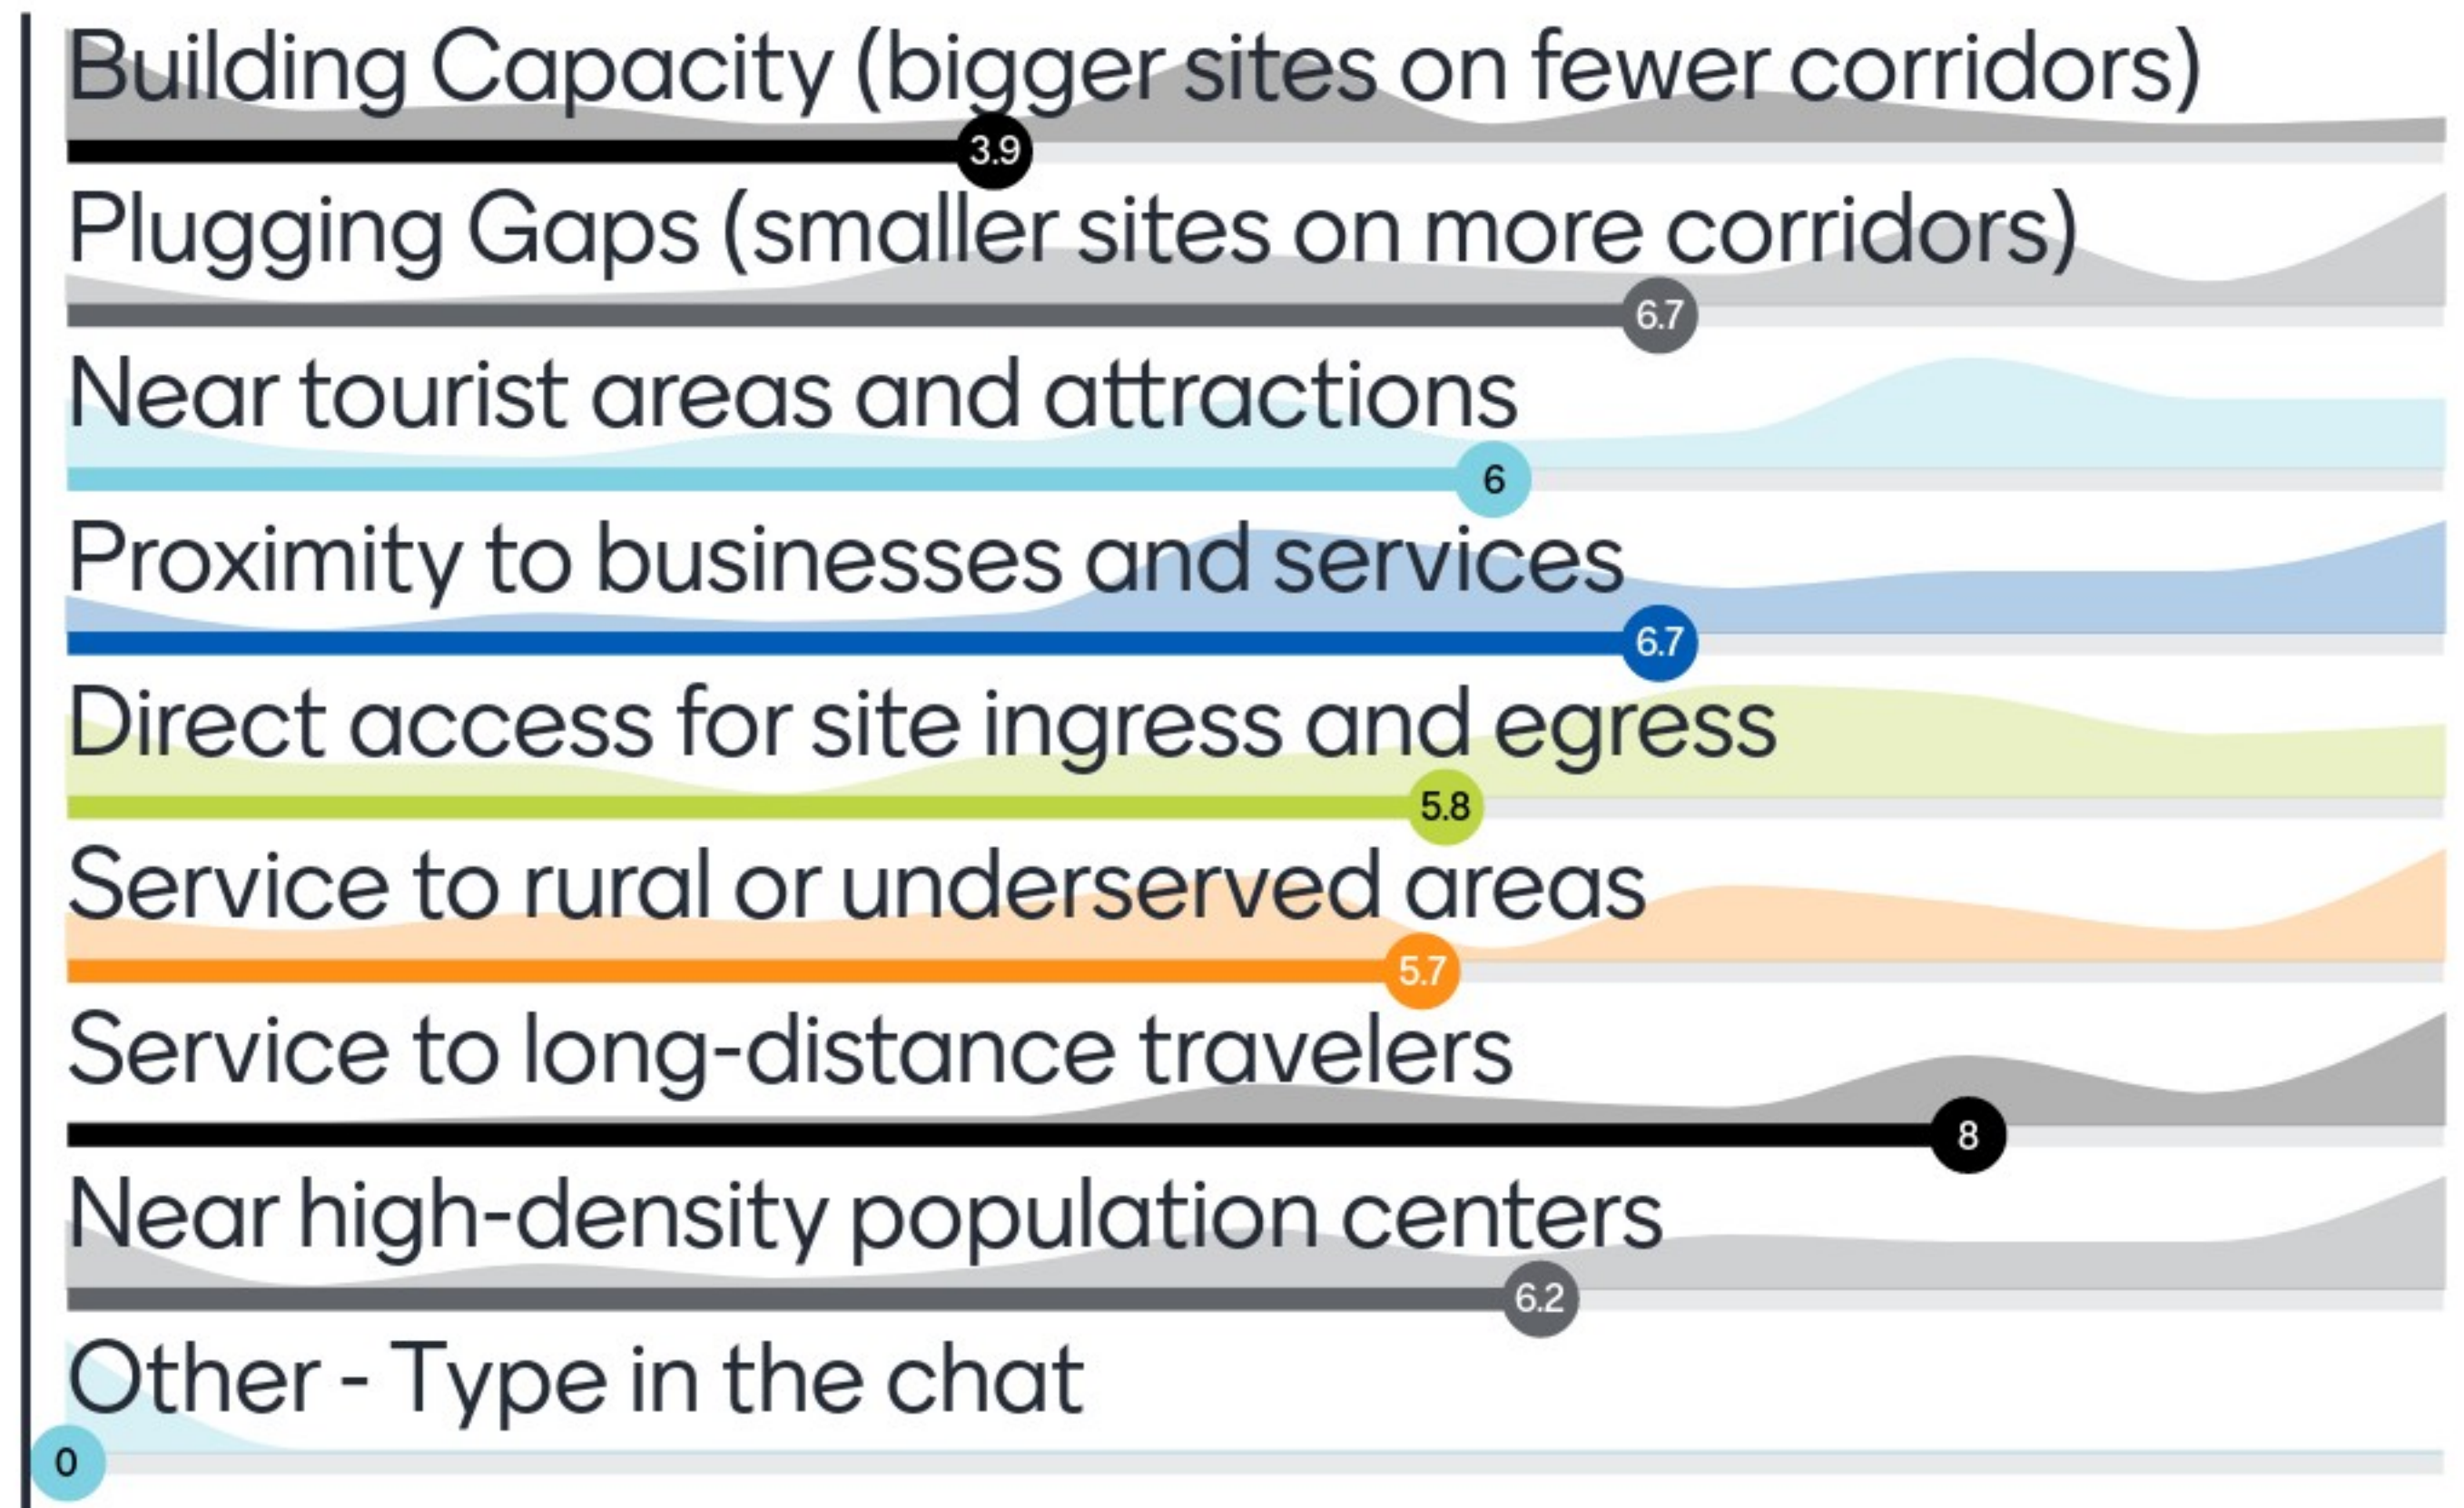 Building Capacity (bigger sites on fewer corridors)
3.9
Plugging Gaps (smaller sites on more corridors)
6.7
Near tourist areas and attractions
6
Proximity to businesses and services
6.7
Direct access for site ingress and egress
5.8
Service to rural or underserved areas
5.7
Service to long-distance travelers
8
Near high-density population centers
6.2
Other - Type in the chat
0